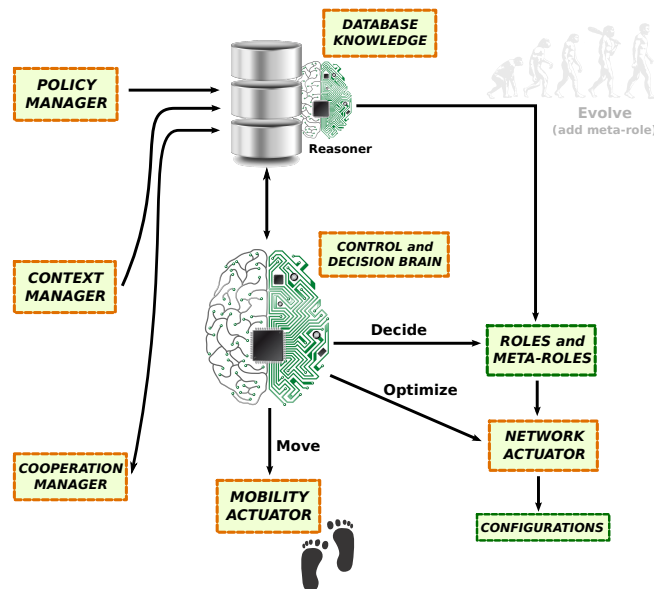 DATABASE
KNOWLEDGE
POLICY
MANAGER
Evolve
(add meta-role)
Reasoner
CONTROL and
DECISION BRAIN
CONTEXT
MANAGER
Decide
ROLES and
META-ROLES
Optimize
NETWORK
ACTUATOR
Move
COOPERATION
MANAGER
MOBILITY
ACTUATOR
CONFIGURATIONS